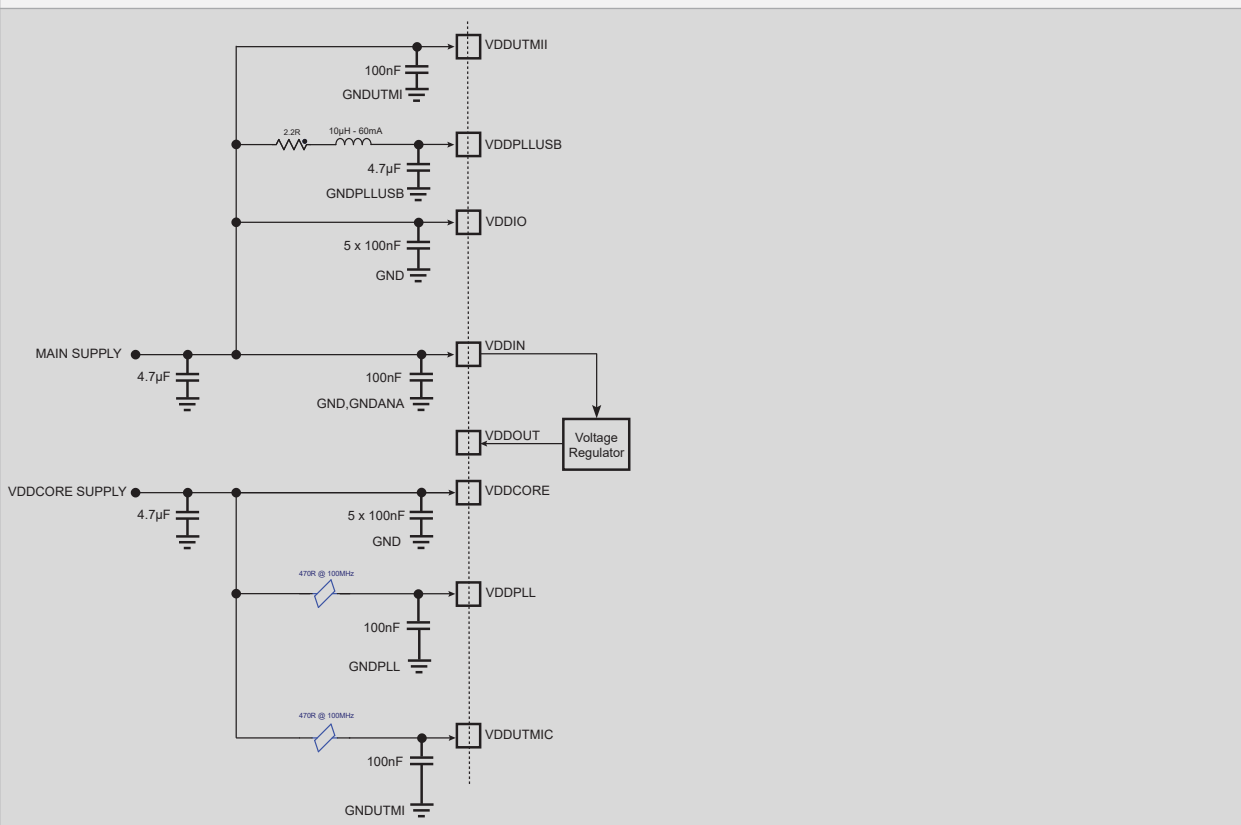 VDDUTMII
100nF
GNDUTMI
2.2R
10µH - 60mA
VDDPLLUSB
4.7µF
GNDPLLUSB
VDDIO
5 x 100nF
GND
MAIN SUPPLY
VDDIN
4.7µF
100nF
GND,GNDANA
VDDOUT
Voltage
Regulator
VDDCORE SUPPLY
VDDCORE
4.7µF
5 x 100nF
GND
470R @ 100MHz
VDDPLL
100nF
GNDPLL
470R @ 100MHz
VDDUTMIC
100nF
GNDUTMI